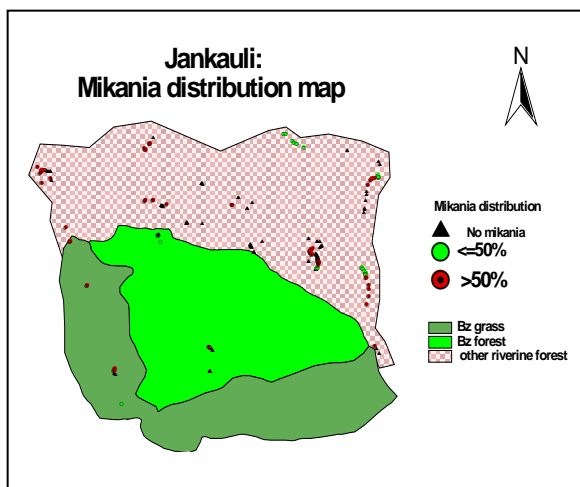 Jankauli:
Mikania distribution map
N
Mikania distribution
No mikania
<=50%
>50%
Bz grass
Bz forest
other riverine forest